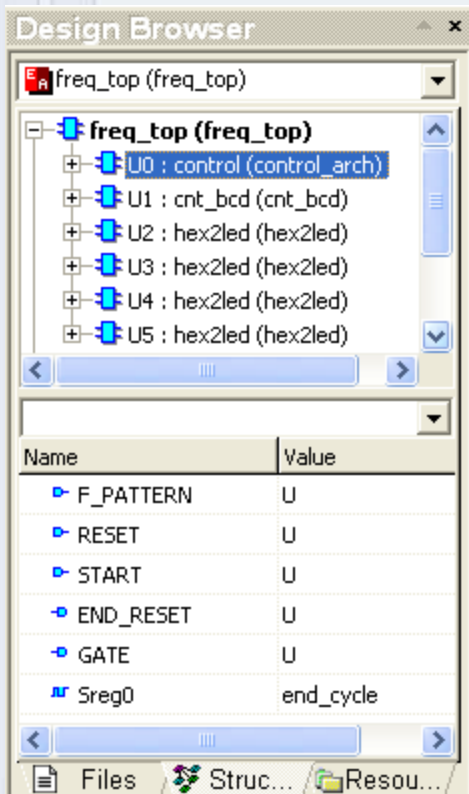 Design Browser
freq_top (freq_top)
freq_top (freq_top)
U0 : control (control_arch)
U1 : cnt_bcd (cnt_bcd)
U2 : hex2led (hex2led)
U3 : hex2led (hex2led)
U4 : hex2led (hex2led)
U5 : hex2led (hex2led)
Name Value
F_PATTERN U
RESET U
START U
END_RESET U
GATE U
Sreg0 end_cycle
Files Struc... Resou...